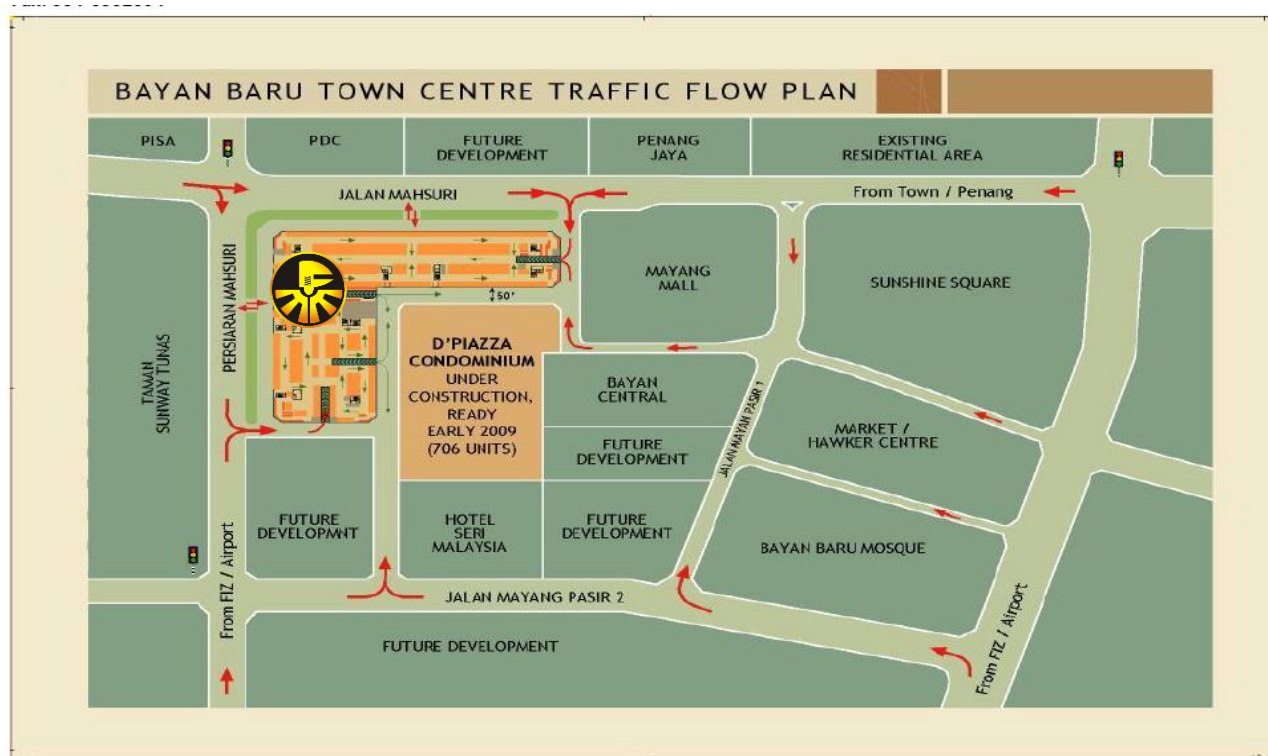 BAYAN BARU TOWN CENTRE TRAFFIC FLOW PLAN
PISA
PDC
FUTURE
DEVELOPMENT
PENANG
JAYA
EXISTING
RESIDENTIAL AREA
JALAN MAHSURI
From Town / Penang
PERSIARAN MAHSURI
MAYANG
MALL
SUNSHINE SQUARE
50'
TAMAN
SUNWAY TUNAS
D'PIAZZA
CONDOMINIUM
UNDER
CONSTRUCTION,
READY
EARLY 2009
(706 UNITS)
BAYAN
CENTRAL
JALAN MAYAN PASIR 1
MARKET /
HAWKER CENTRE
FUTURE
DEVELOPMENT
FUTURE
DEVELOPMNT
HOTEL
SERI
MALAYSIA
FUTURE
DEVELOPMENT
BAYAN BARU MOSQUE
From FIZ / Airport
JALAN MAYANG PASIR 2
From FIZ / Airport
FUTURE DEVELOPMENT